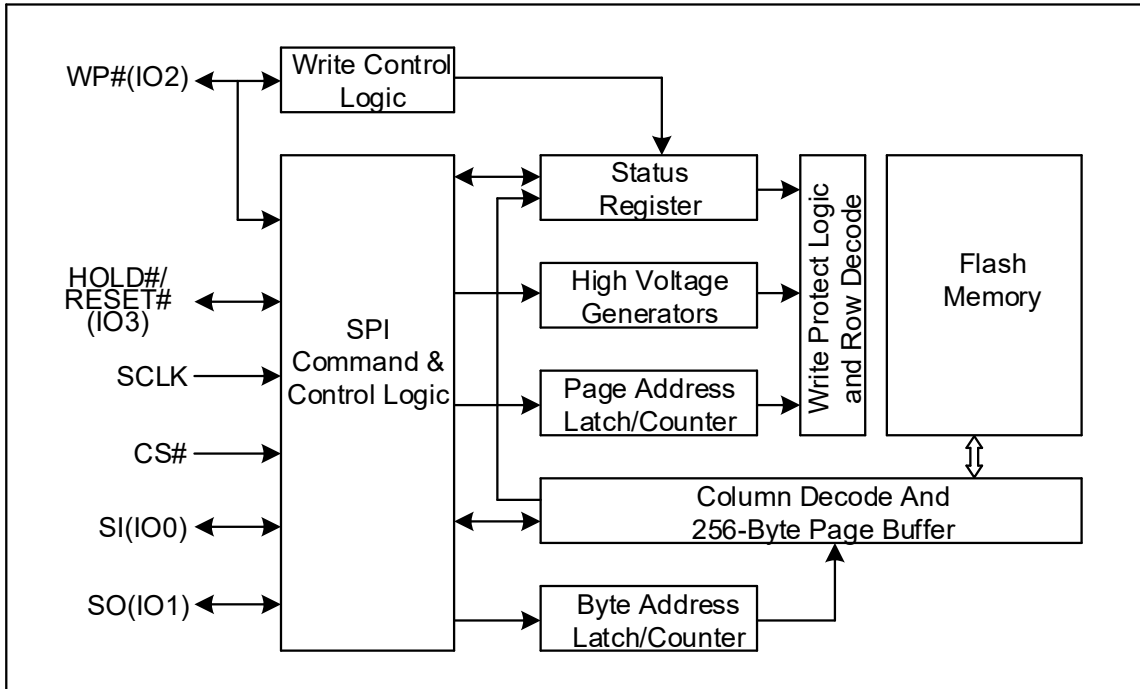 WP#(IO2)
Write Control
Logic
HOLD#/
RESET#
(IO3)
SCLK
CS#
SI(IO0)
SO(IO1)
SPI
Command &
Control Logic
Status
Register
High Voltage
Generators
Page Address
Latch/Counter
Write Protect Logic
and Row Decode
Flash
Memory
Column Decode And
256-Byte Page Buffer
Byte Address
Latch/Counter